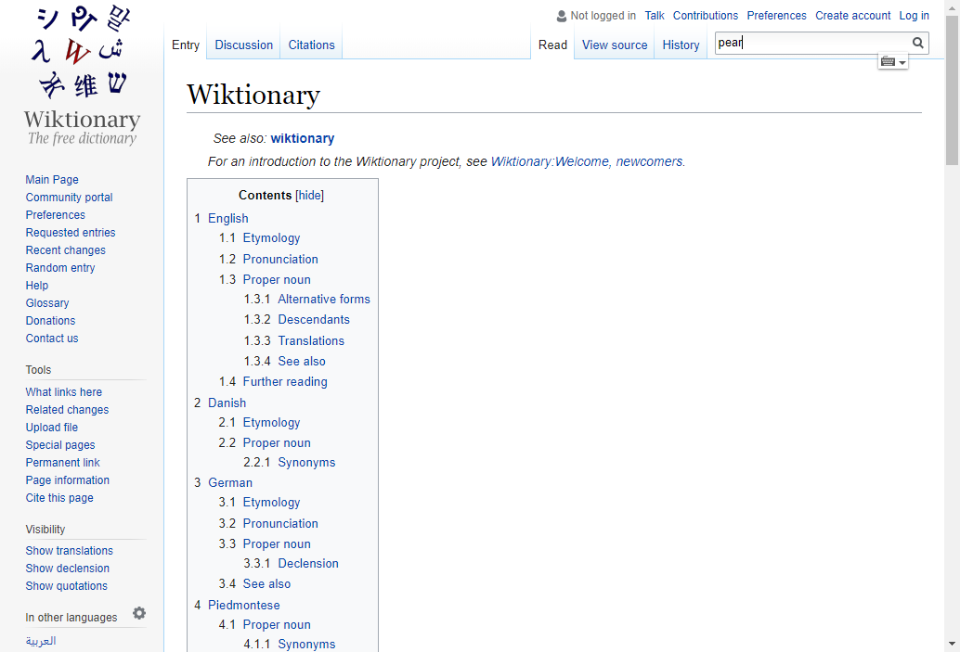 Not logged in Talk Contributions Preferences Create account Log in
Entry Discussion Citations Read View source History pear
シ 말
λ W ش
维 ש
Wiktionary
The free dictionary
Main Page
Community portal
Preferences
Requested entries
Recent changes
Random entry
Help
Glossary
Donations
Contact us
Tools
What links here
Related changes
Upload file
Special pages
Permanent link
Page information
Cite this page
Visibility
Show translations
Show declension
Show quotations
In other languages
العربية
Wiktionary
See also: wiktionary
For an introduction to the Wiktionary project, see Wiktionary:Welcome, newcomers.
Contents [hide]
1 English
1.1 Etymology
1.2 Pronunciation
1.3 Proper noun
1.3.1 Alternative forms
1.3.2 Descendants
1.3.3 Translations
1.3.4 See also
1.4 Further reading
2 Danish
2.1 Etymology
2.2 Proper noun
2.2.1 Synonyms
3 German
3.1 Etymology
3.2 Pronunciation
3.3 Proper noun
3.3.1 Declension
3.4 See also
4 Piedmontese
4.1 Proper noun
4.1.1 Synonyms